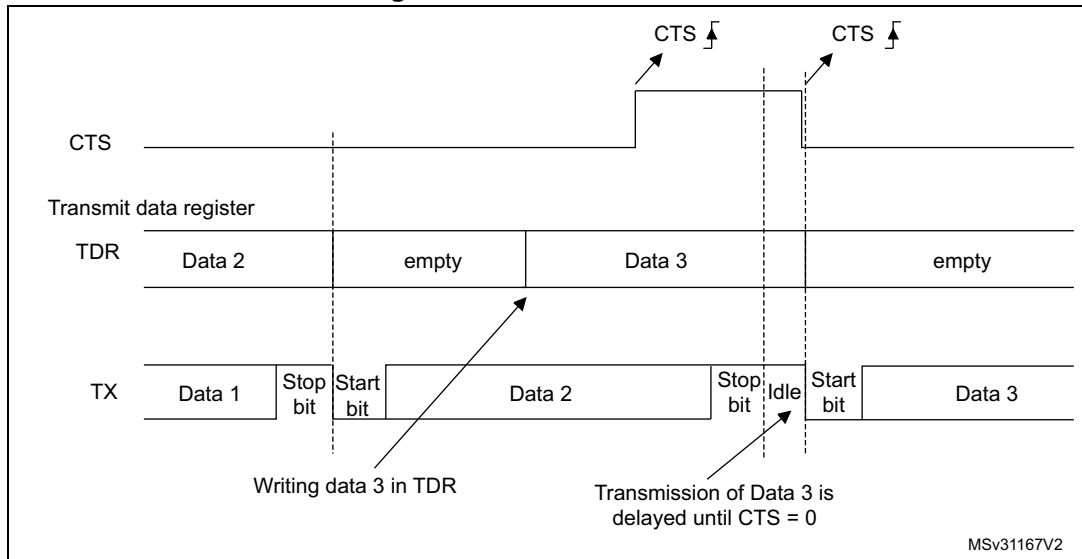 CTS CTS
CTS
Transmit data register
TDR Data 2 empty Data 3 empty
TX Data 1 Stop bit Start bit Data 2 Stop bit Idle Start bit Data 3
Writing data 3 in TDR
Transmission of Data 3 is
delayed until CTS = 0
MSv31167V2